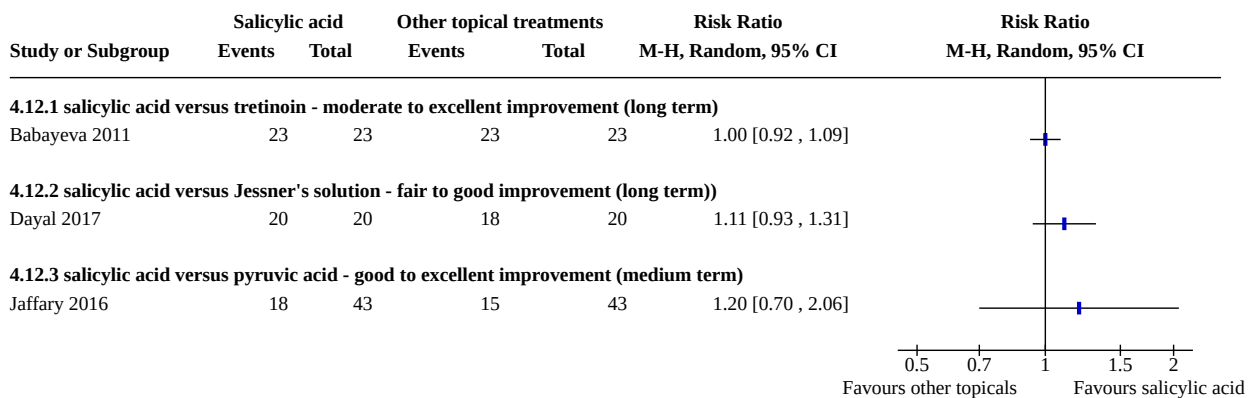 Salicylic acid Other topical treatments Risk Ratio Risk Ratio
Study or Subgroup Events Total Events Total M-H, Random, 95% CI M-H, Random, 95% CI
4.12.1 salicylic acid versus tretinoin - moderate to excellent improvement (long term)
Babayeva 2011 23 23 23 23 1.00 [0.92 , 1.09]
4.12.2 salicylic acid versus Jessner's solution - fair to good improvement (long term))
Dayal 2017 20 20 18 20 1.11 [0.93 , 1.31]
4.12.3 salicylic acid versus pyruvic acid - good to excellent improvement (medium term)
Jaffary 2016 18 43 15 43 1.20 [0.70 , 2.06]
0.5 0.7 1 1.5 2
Favours other topicals Favours salicylic acid